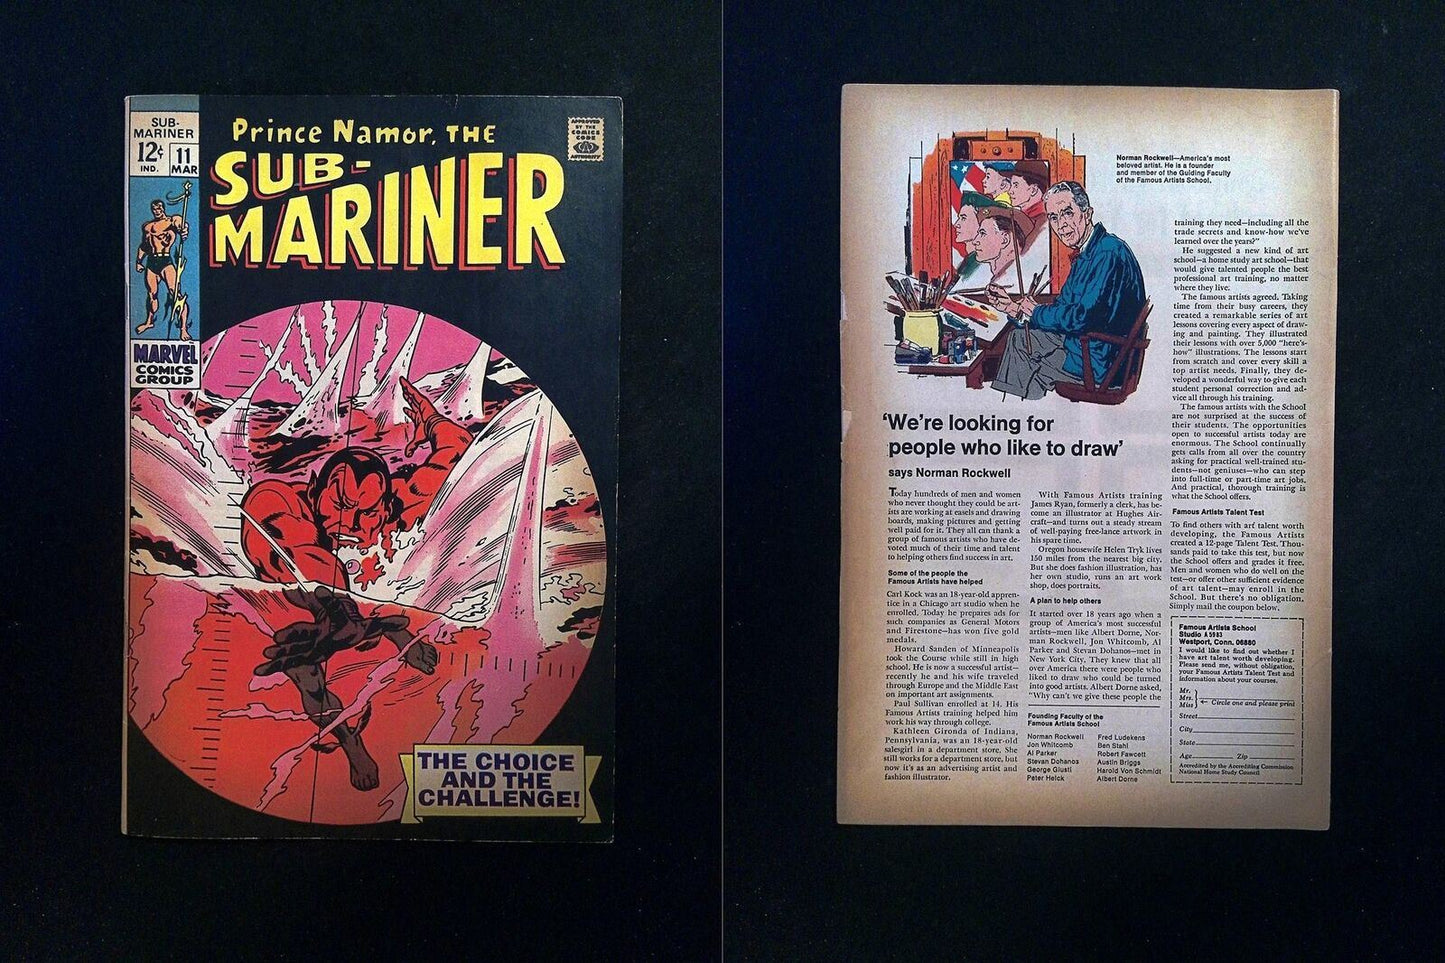 SUB-
MARINER
12¢
IND.
11
MAR
MARVEL
COMICS
GROUP
Prince Namor, THE
SUB-
MARINER
APPROVED
BY THE
COMICS
CODE
AUTHORITY
THE CHOICE
AND THE
CHALLENGE!
Norman Rockwell—America's most
beloved artist. He is a founder
and member of the Guiding Faculty
of the Famous Artists School.
'We're looking for
people who like to draw'
says Norman Rockwell
Today hundreds of men and women
who never thought they could be art-
ists are working at easels and drawing
boards, making pictures and getting
well paid for it. They all can thank a
group of famous artists who have de-
voted much of their time and talent
to helping others find success in art.
Some of the people the
Famous Artists have helped
Carl Kock was an 18-year-old appren-
tice in a Chicago art studio when he
enrolled. Today he prepares ads for
such companies as General Motors
and Firestone—has won five gold
medals.
Howard Sanden of Minneapolis
took the Course while still in high
school. He is now a successful artist—
recently he and his wife traveled
through Europe and the Middle East
on important art assignments.
Paul Sullivan enrolled at 14. His
Famous Artists training helped him
work his way through college.
Kathleen Gironda of Indiana,
Pennsylvania, was an 18-year-old
salesgirl in a department store. She
still works for a department store, but
now it's as an advertising artist and
fashion illustrator.
With Famous Artists training
James Ryan, formerly a clerk, has be-
come an illustrator at Hughes Air-
craft—and turns out a steady stream
of well-paying free-lance artwork in
his spare time.
Oregon housewife Helen Tryk lives
150 miles from the nearest big city.
But she does fashion illustration, has
her own studio, runs an art work
shop, does portraits.
A plan to help others
It started over 18 years ago when a
group of America's most successful
artists—men like Albert Dorne, Nor-
man Rockwell, Jon Whitcomb, Al
Parker and Stevan Dohanos—met in
New York City. They knew that all
over America there were people who
liked to draw who could be turned
into good artists. Albert Dorne asked,
"Why can't we give these people the
Founding Faculty of the
Famous Artists School
Norman Rockwell
Jon Whitcomb
Al Parker
Stevan Dohanos
George Giusti
Peter Helck
Fred Ludekens
Ben Stahl
Robert Fawcett
Austin Briggs
Harold Von Schmidt
Albert Dorne
training they need—including all the
trade secrets and know-how we've
learned over the years?"
He suggested a new kind of art
school—a home study art school—that
would give talented people the best
professional art training, no matter
where they live.
The famous artists agreed. Taking
time from their busy careers, they
created a remarkable series of art
lessons covering every aspect of draw-
ing and painting. They illustrated
their lessons with over 5,000 "here's-
how" illustrations. The lessons start
from scratch and cover every skill a
top artist needs. Finally, they de-
veloped a wonderful way to give each
student personal correction and ad-
vice all through his training.
The famous artists with the School
are not surprised at the success of
their students. The opportunities
open to successful artists today are
enormous. The School continually
gets calls from all over the country
asking for practical well-trained stu-
dents—not geniuses—who can step
into full-time or part-time art jobs.
And practical, thorough training is
what the School offers.
Famous Artists Talent Test
To find others with art talent worth
developing, the Famous Artists
created a 12-page Talent Test. Thou-
sands paid to take this test, but now
the School offers and grades it free.
Men and women who do well on the
test—or offer other sufficient evidence
of art talent—may enroll in the
School. But there's no obligation.
Simply mail the coupon below.
Famous Artists School
Studio A5983
Westport, Conn. 06880
I would like to find out whether I
have art talent worth developing.
Please send me, without obligation,
your Famous Artists Talent Test and
information about your courses.
Mr.
Mrs. ← Circle one and please print
Miss
Street
City
State
Age Zip
Accredited by the Accrediting Commission
National Home Study Council